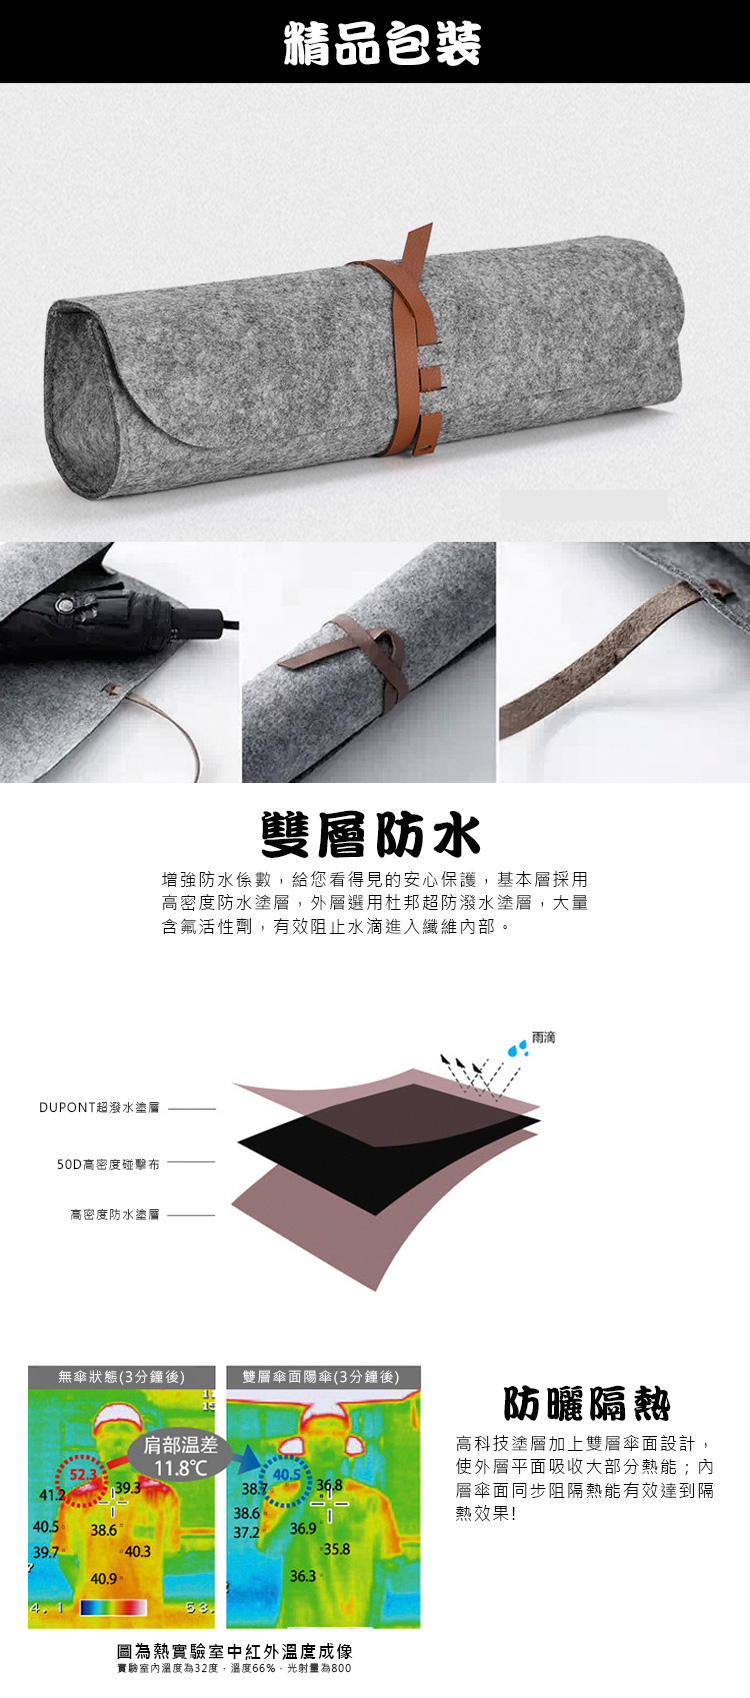 精品包裝
雙層防水
增強防水係數，給您看得見的安心保護，基本層採用
高密度防水塗層，外層選用杜邦超防潑水塗層，大量
含氟活性劑，有效阻止水滴進入纖維內部。
雨滴
DUPONT超潑水塗層
50D高密度碰擊布
高密度防水塗層
無傘狀態(3分鐘後)
雙層傘面陽傘(3分鐘後)
肩部温差
11.8℃
52.3
41.2
39.3
40.5
38.6
39.7
40.3
40.9
4.1
53.
40.5
38.7
36.8
38.6
37.2
36.9
35.8
36.3
防曬隔熱
高科技塗層加上雙層傘面設計，
使外層平面吸收大部分熱能；內
層傘面同步阻隔熱能有效達到隔
熱效果!
圖為熱實驗室中紅外溫度成像
實驗室內溫度為32度．溫度66%．光射量為800